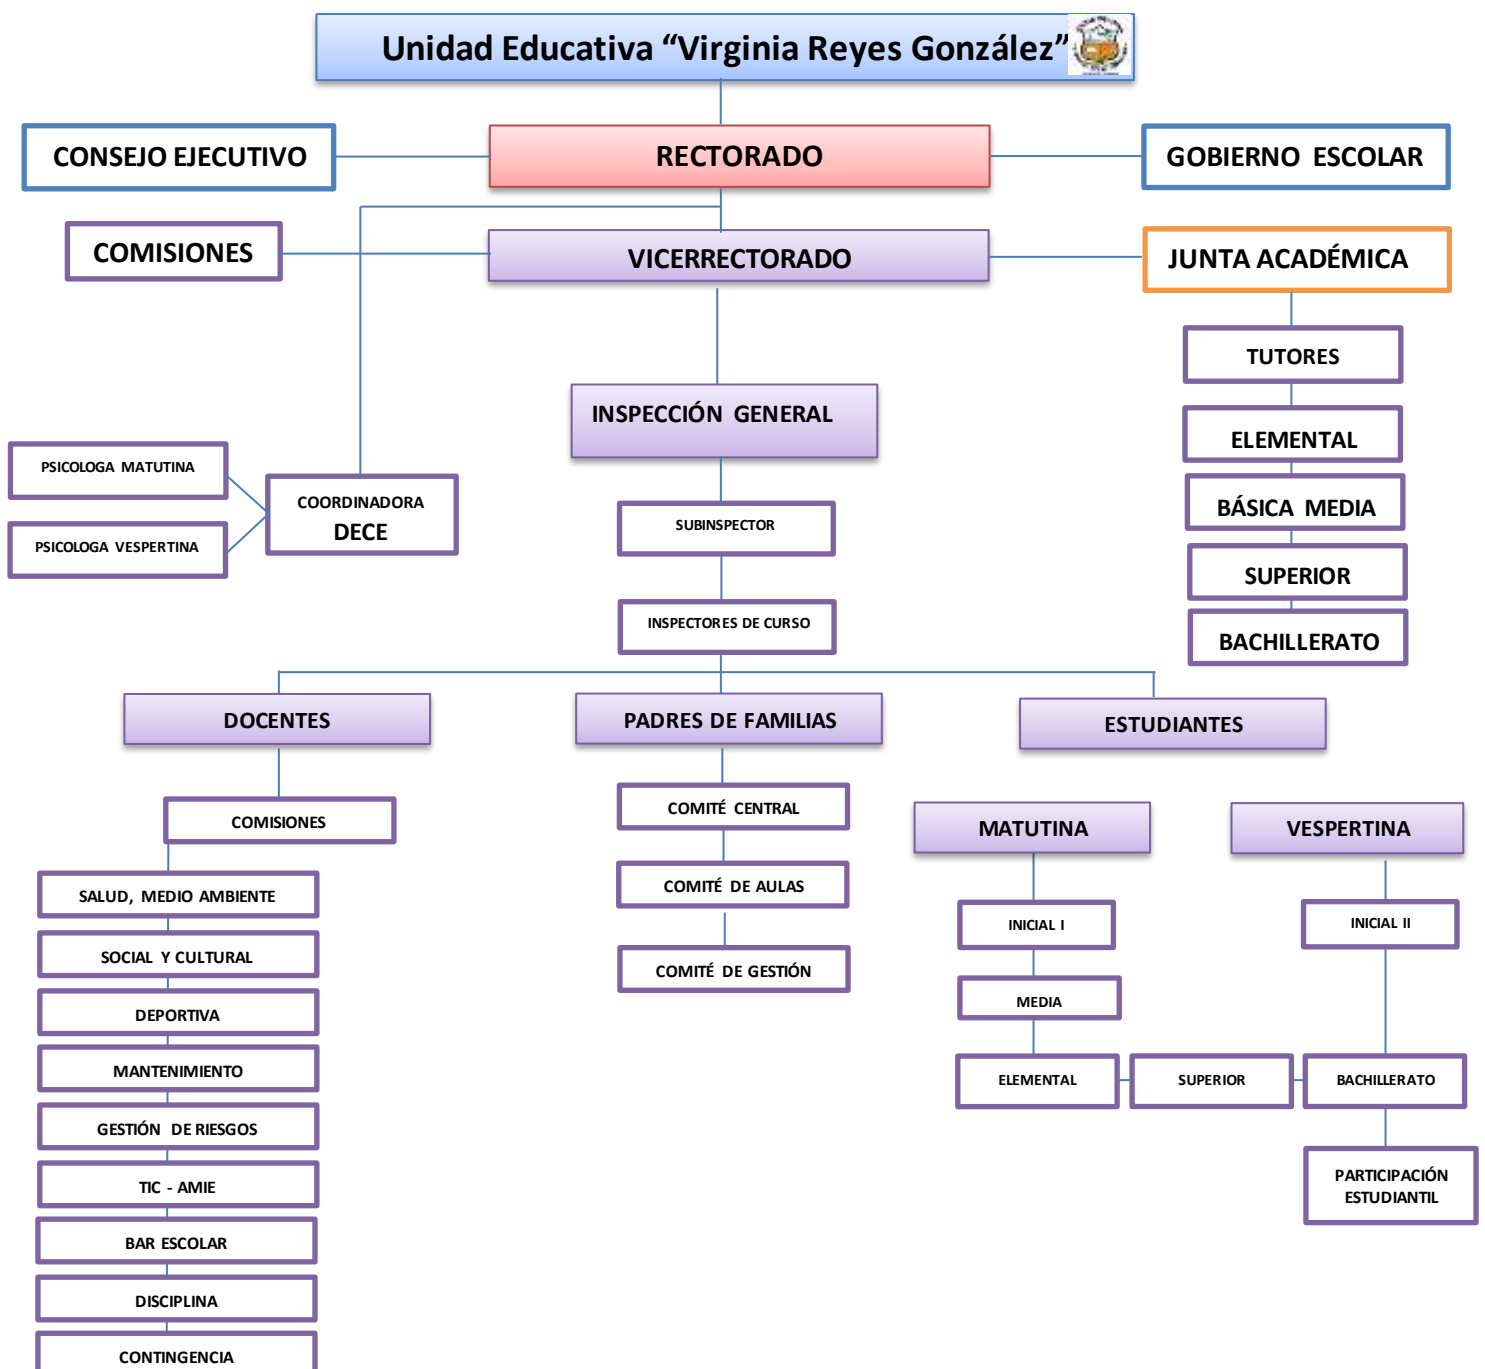 Unidad Educativa “Virginia Reyes González”
CONSEJO EJECUTIVO
RECTORADO
GOBIERNO ESCOLAR
COMISIONES
VICERRECTORADO
JUNTA ACADÉMICA
TUTORES
ELEMENTAL
BÁSICA MEDIA
SUPERIOR
BACHILLERATO
INSPECCIÓN GENERAL
PSICOLOGA MATUTINA
PSICOLOGA VESPERTINA
COORDINADORA
DECE
SUBINSPECTOR
INSPECTORES DE CURSO
DOCENTES
PADRES DE FAMILIAS
ESTUDIANTES
COMISIONES
SALUD, MEDIO AMBIENTE
SOCIAL Y CULTURAL
DEPORTIVA
MANTENIMIENTO
GESTIÓN DE RIESGOS
TIC - AMIE
BAR ESCOLAR
DISCIPLINA
CONTINGENCIA
COMITÉ CENTRAL
COMITÉ DE AULAS
COMITÉ DE GESTIÓN
MATUTINA
VESPERTINA
INICIAL I
INICIAL II
MEDIA
ELEMENTAL
SUPERIOR
BACHILLERATO
PARTICIPACIÓN
ESTUDIANTIL